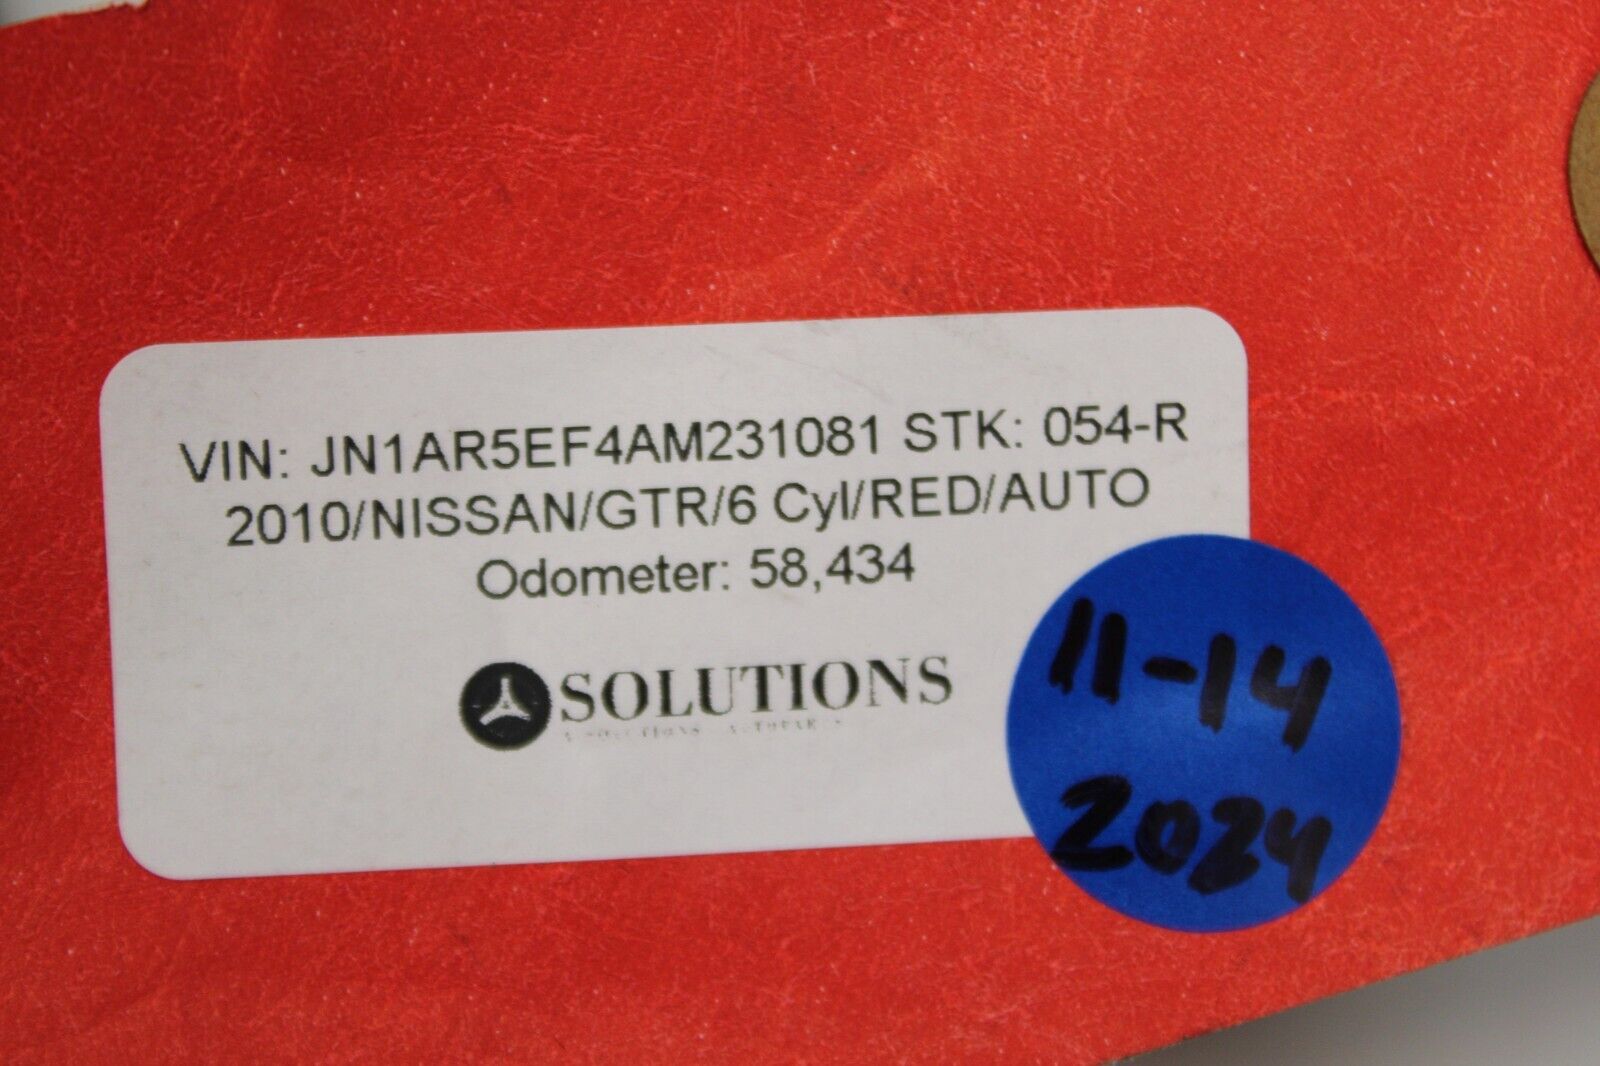 VIN: JN1AR5EF4AM231081 STK: 054-R
2010/NISSAN/GTR/6 Cyl/RED/AUTO
Odometer: 58,434
SOLUTIONS
11-14
2024